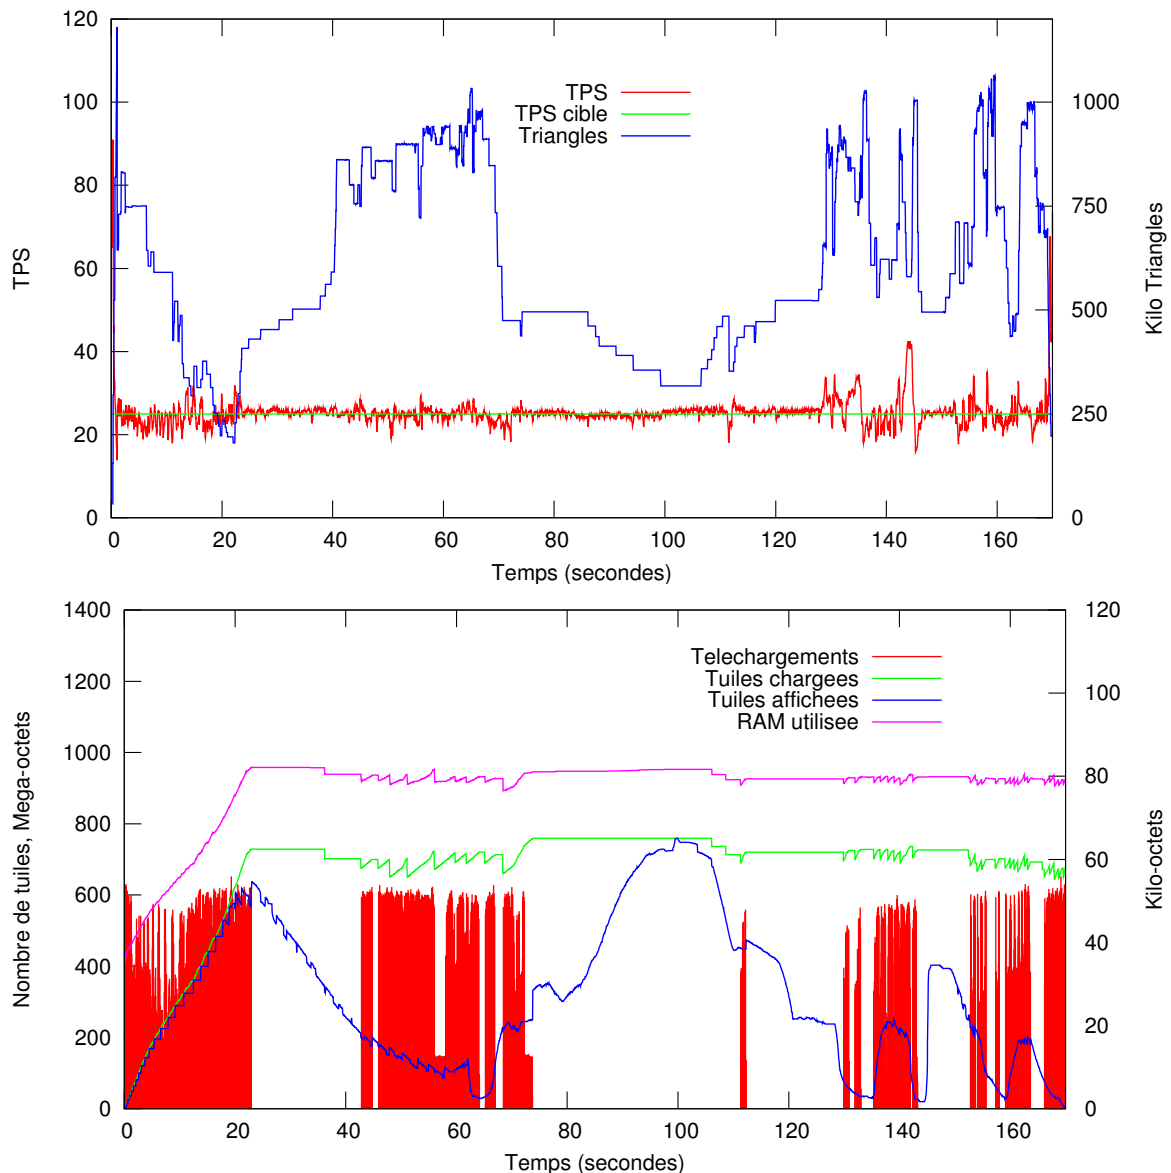 120
100
80
60
40
20
0
TPS
TPS
TPS cible
Triangles
1000
750
500
250
0
Kilo Triangles
0 20 40 60 80 100 120 140 160
Temps (secondes)
1400
1200
1000
800
600
400
200
0
Nombre de tuiles, Mega-octets
Telechargements
Tuiles chargees
Tuiles affichees
RAM utilisee
120
100
80
60
40
20
0
Kilo-octets
0 20 40 60 80 100 120 140 160
Temps (secondes)